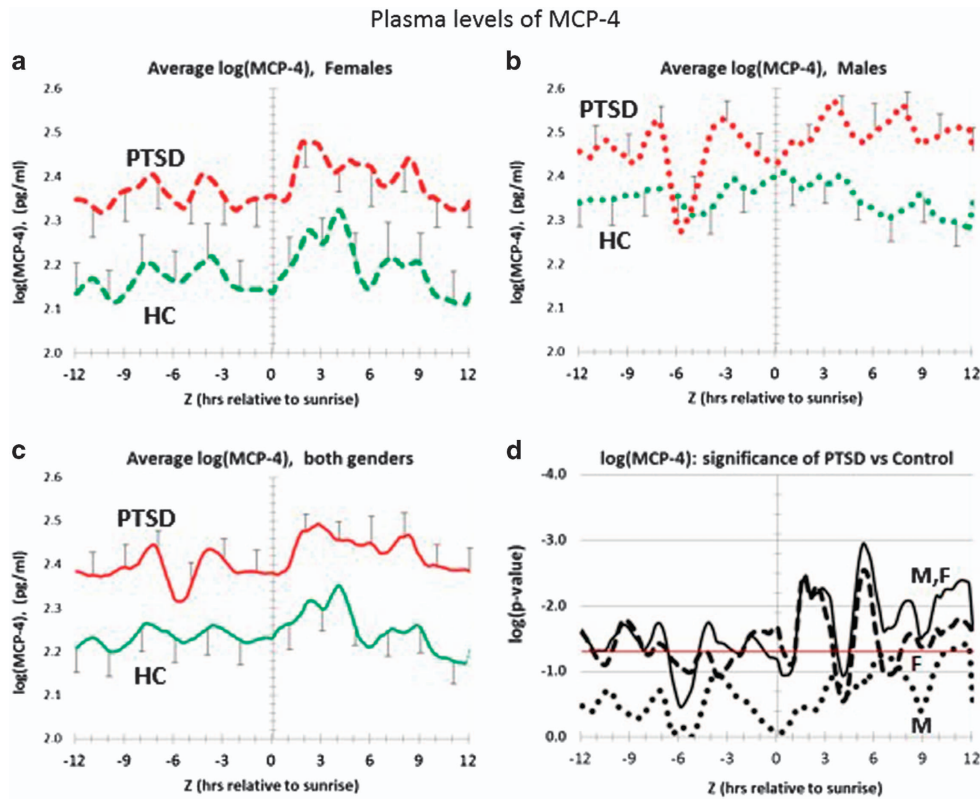 Plasma levels of MCP-4
a
Average log(MCP-4), Females
log(MCP-4), (pg/ml)
2.6
2.5
2.4
2.3
2.2
2.1
2.0
PTSD
HC
-12 -9 -6 -3 0 3 6 9 12
Z (hrs relative to sunrise)
b
Average log(MCP-4), Males
log(MCP-4), (pg/ml)
2.6
2.5
2.4
2.3
2.2
2.1
2.0
PTSD
HC
-12 -9 -6 -3 0 3 6 9 12
Z (hrs relative to sunrise)
c
Average log(MCP-4), both genders
log(MCP-4), (pg/ml)
2.6
2.5
2.4
2.3
2.2
2.1
2.0
PTSD
HC
-12 -9 -6 -3 0 3 6 9 12
Z (hrs relative to sunrise)
d
log(MCP-4): significance of PTSD vs Control
log(p-value)
-4.0
-3.0
-2.0
-1.0
0.0
M,F
F
M
-12 -9 -6 -3 0 3 6 9 12
Z (hrs relative to sunrise)